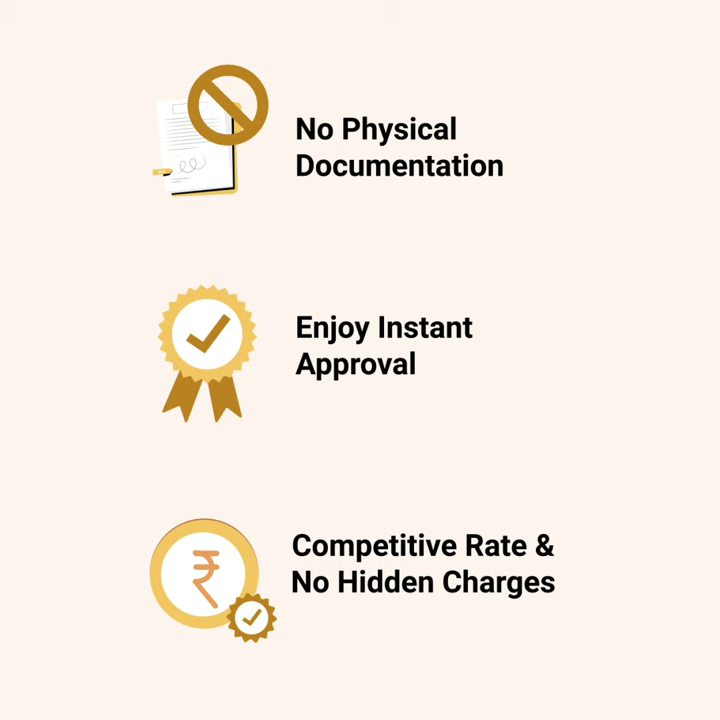 No Physical
Documentation
Enjoy Instant
Approval
Competitive Rate &
No Hidden Charges